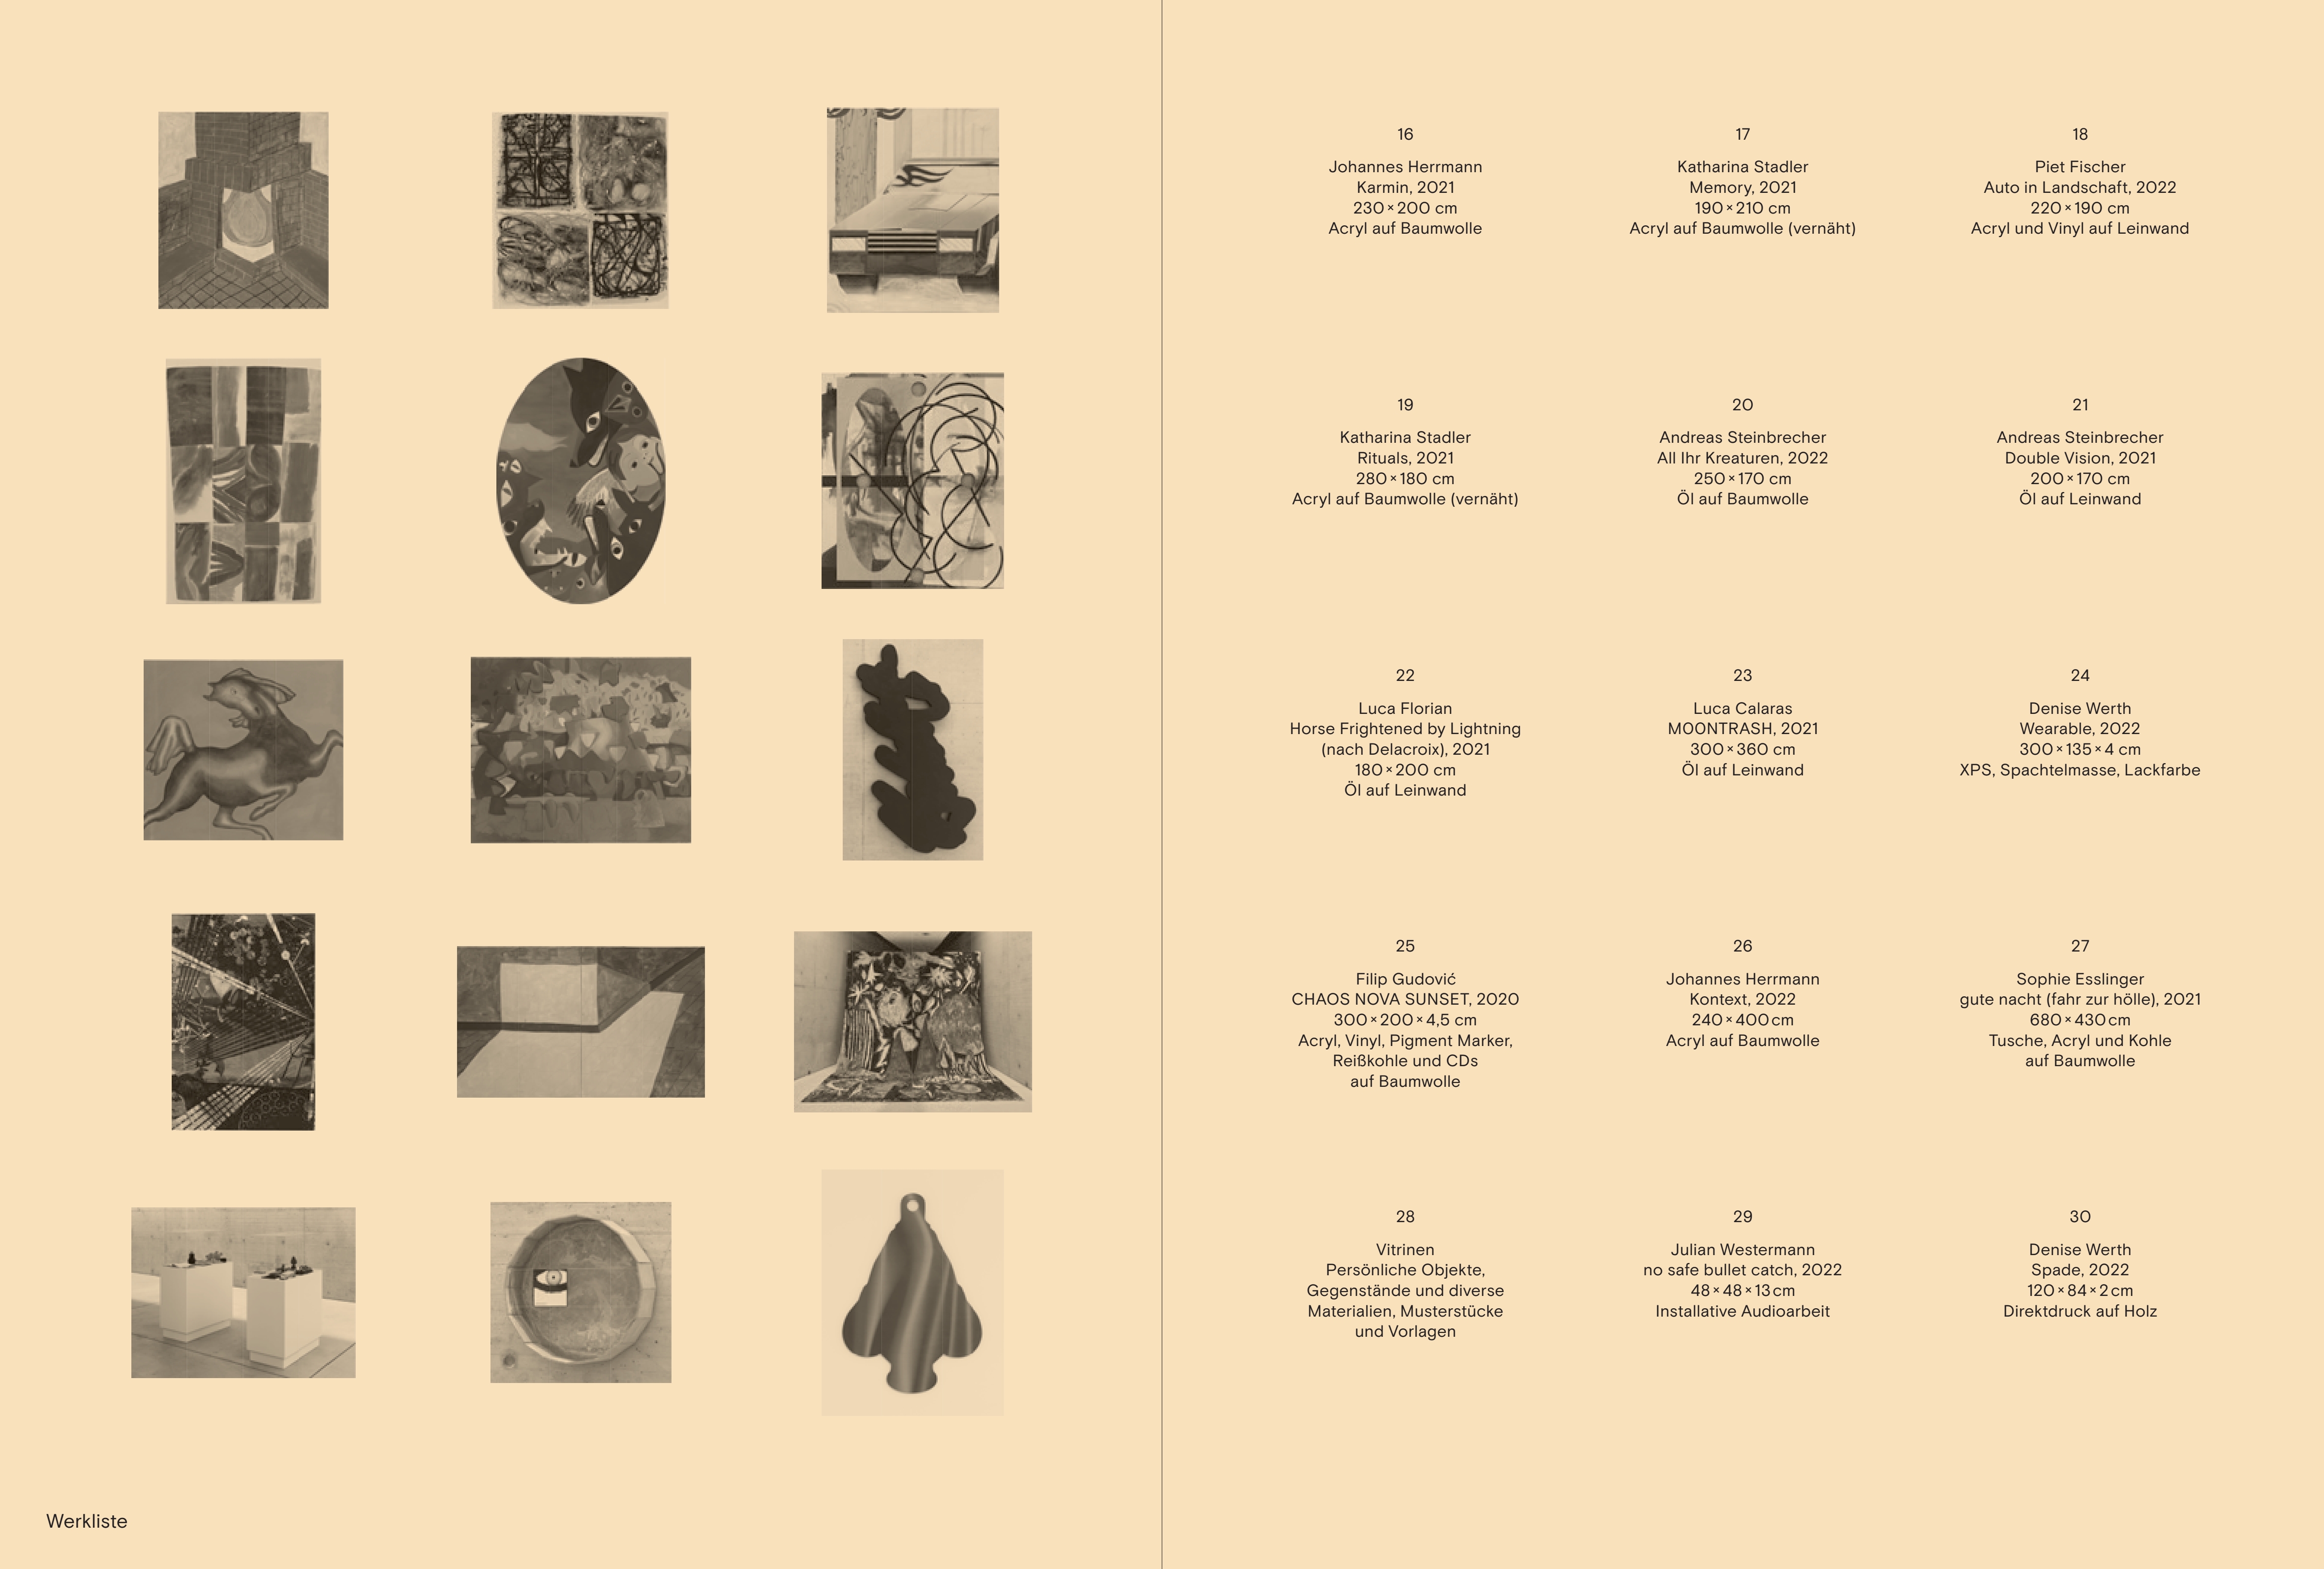 16
Johannes Herrmann
Karmin, 2021
230 × 200 cm
Acryl auf Baumwolle
17
Katharina Stadler
Memory, 2021
190 × 210 cm
Acryl auf Baumwolle (vernäht)
18
Piet Fischer
Auto in Landschaft, 2022
220 × 190 cm
Acryl und Vinyl auf Leinwand
19
Katharina Stadler
Rituals, 2021
280 × 180 cm
Acryl auf Baumwolle (vernäht)
20
Andreas Steinbrecher
All Ihr Kreaturen, 2022
250 × 170 cm
Öl auf Baumwolle
21
Andreas Steinbrecher
Double Vision, 2021
200 × 170 cm
Öl auf Leinwand
22
Luca Florian
Horse Frightened by Lightning
(nach Delacroix), 2021
180 × 200 cm
Öl auf Leinwand
23
Luca Calaras
MOONTRASH, 2021
300 × 360 cm
Öl auf Leinwand
24
Denise Werth
Wearable, 2022
300 × 135 × 4 cm
XPS, Spachtelmasse, Lackfarbe
25
Filip Gudović
CHAOS NOVA SUNSET, 2020
300 × 200 × 4,5 cm
Acryl, Vinyl, Pigment Marker,
Reißkohle und CDs
auf Baumwolle
26
Johannes Herrmann
Kontext, 2022
240 × 400 cm
Acryl auf Baumwolle
27
Sophie Esslinger
gute nacht (fahr zur hölle), 2021
680 × 430 cm
Tusche, Acryl und Kohle
auf Baumwolle
28
Vitrinen
Persönliche Objekte,
Gegenstände und diverse
Materialien, Musterstücke
und Vorlagen
29
Julian Westermann
no safe bullet catch, 2022
48 × 48 × 13 cm
Installative Audioarbeit
30
Denise Werth
Spade, 2022
120 × 84 × 2 cm
Direktdruck auf Holz
Werkliste